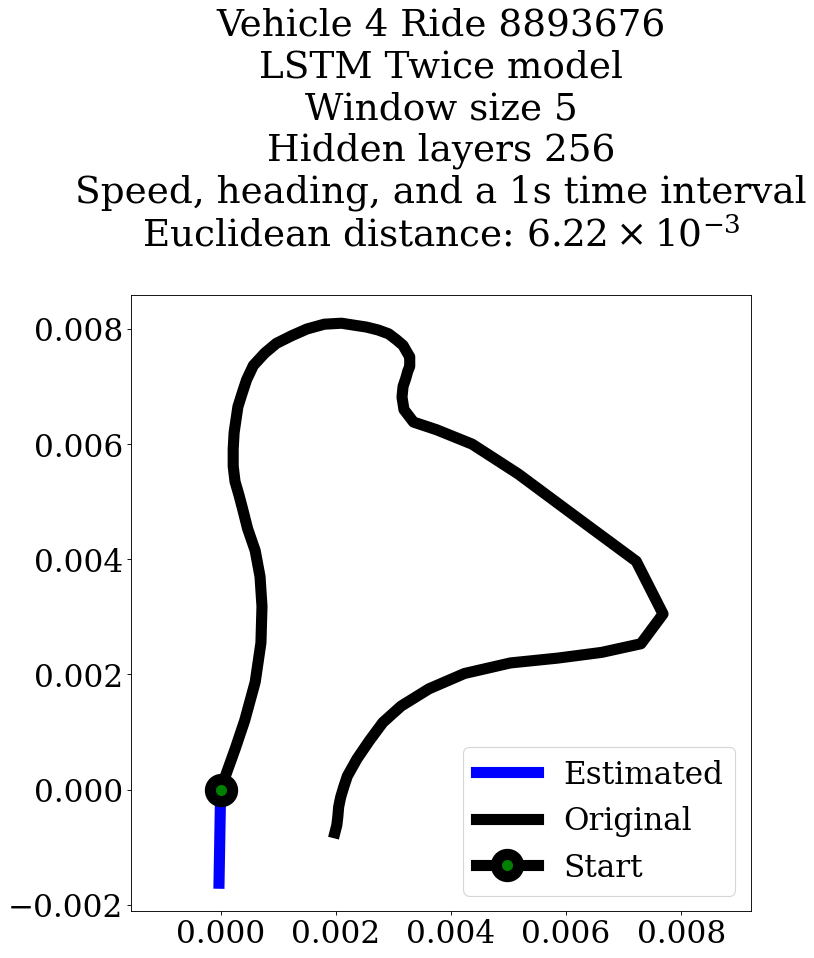 Vehicle 4 Ride 8893676
LSTM Twice model
Window size 5
Hidden layers 256
Speed, heading, and a 1s time interval
Euclidean distance: 6.22 × 10⁻³
0.008
0.006
0.004
0.002
0.000
−0.002
Estimated
Original
Start
0.000 0.002 0.004 0.006 0.008